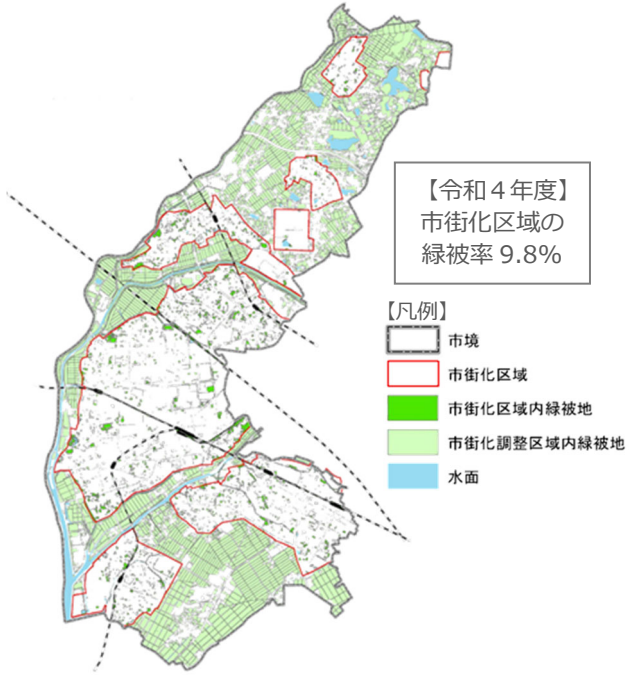 【令和４年度】
市街化区域の
緑被率 9.8%
【凡例】
市境
市街化区域
市街化区域内緑被地
市街化調整区域内緑被地
水面